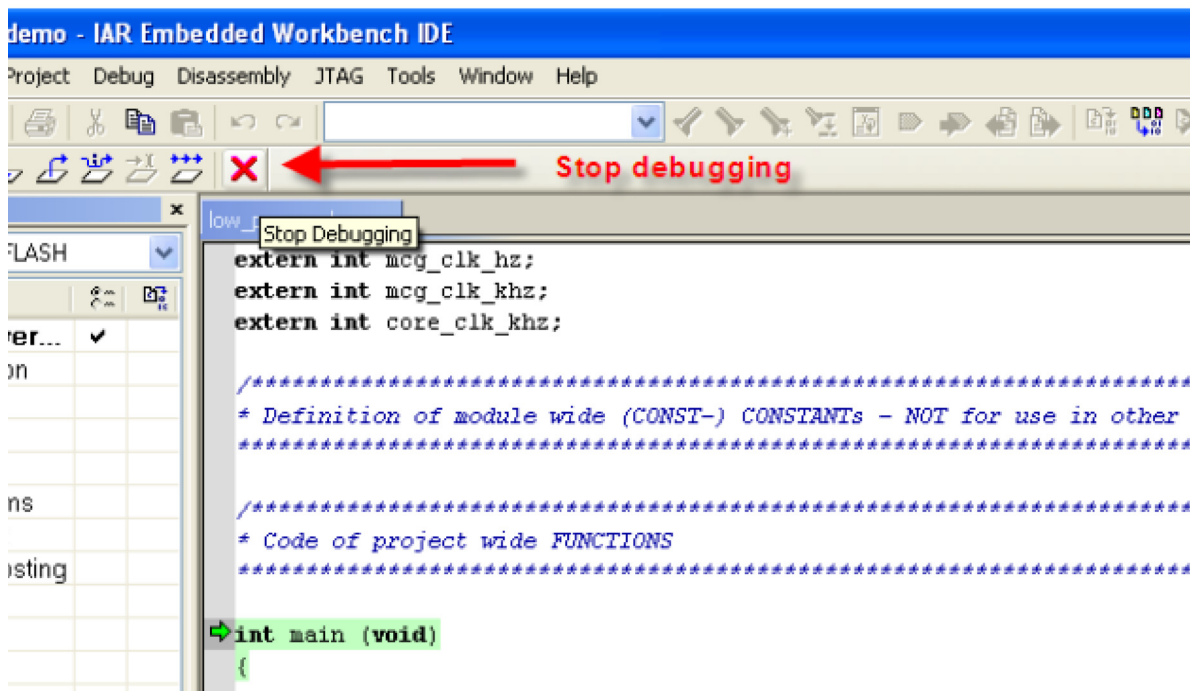 demo - IAR Embedded Workbench IDE
Project Debug Disassembly JTAG Tools Window Help
Stop debugging
low_
Stop Debugging
FLASH
extern int mcg_clk_hz;
extern int mcg_clk_khz;
extern int core_clk_khz;
/***********************************************************************
* Definition of module wide (CONST-) CONSTANTs - NOT for use in other
***********************************************************************
/***********************************************************************
* Code of project wide FUNCTIONS
***********************************************************************
int main (void)
{